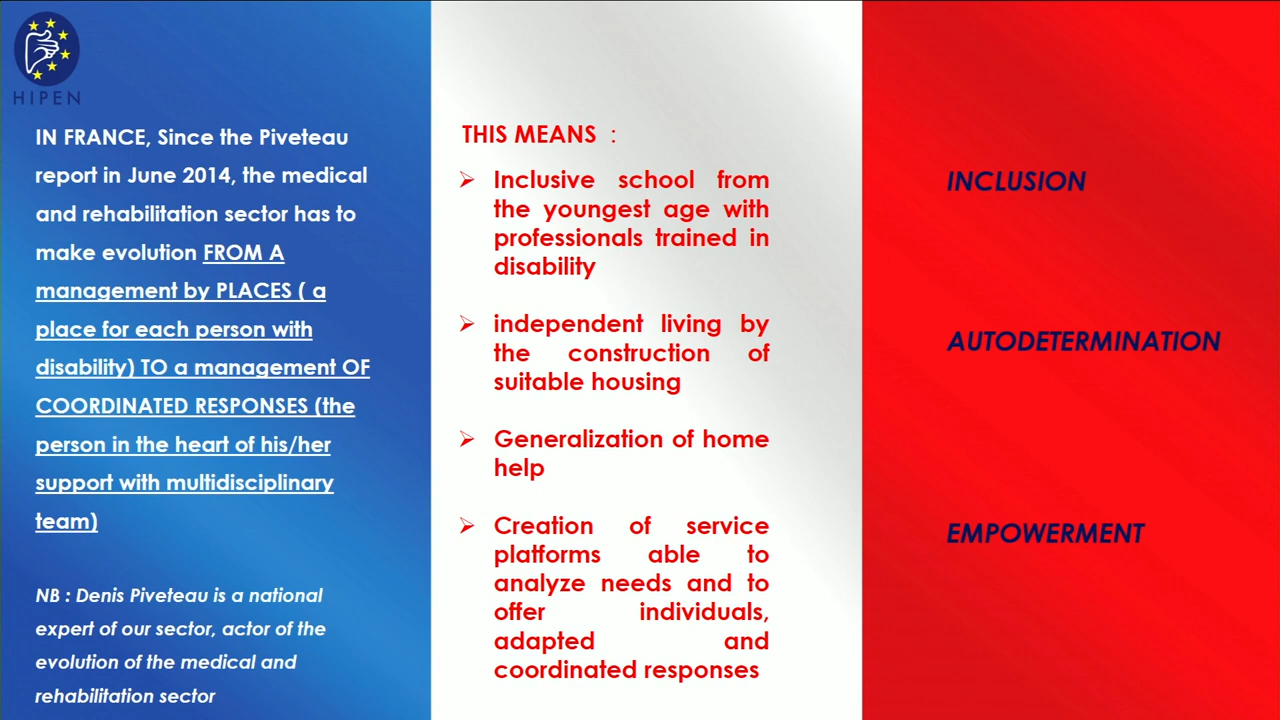 HIPEN
IN FRANCE, Since the Piveteau
report in June 2014, the medical
and rehabilitation sector has to
make evolution FROM A
management by PLACES ( a
place for each person with
disability) TO a management OF
COORDINATED RESPONSES (the
person in the heart of his/her
support with multidisciplinary
team)
NB : Denis Piveteau is a national
expert of our sector, actor of the
evolution of the medical and
rehabilitation sector
THIS MEANS :
➢ Inclusive school from
the youngest age with
professionals trained in
disability
➢ independent living by
the construction of
suitable housing
➢ Generalization of home
help
➢ Creation of service
platforms able to
analyze needs and to
offer individuals,
adapted and
coordinated responses
INCLUSION
AUTODETERMINATION
EMPOWERMENT